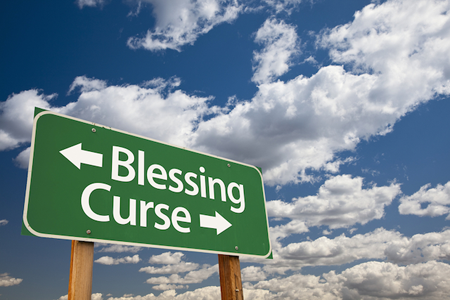 ← Blessing
Curse →